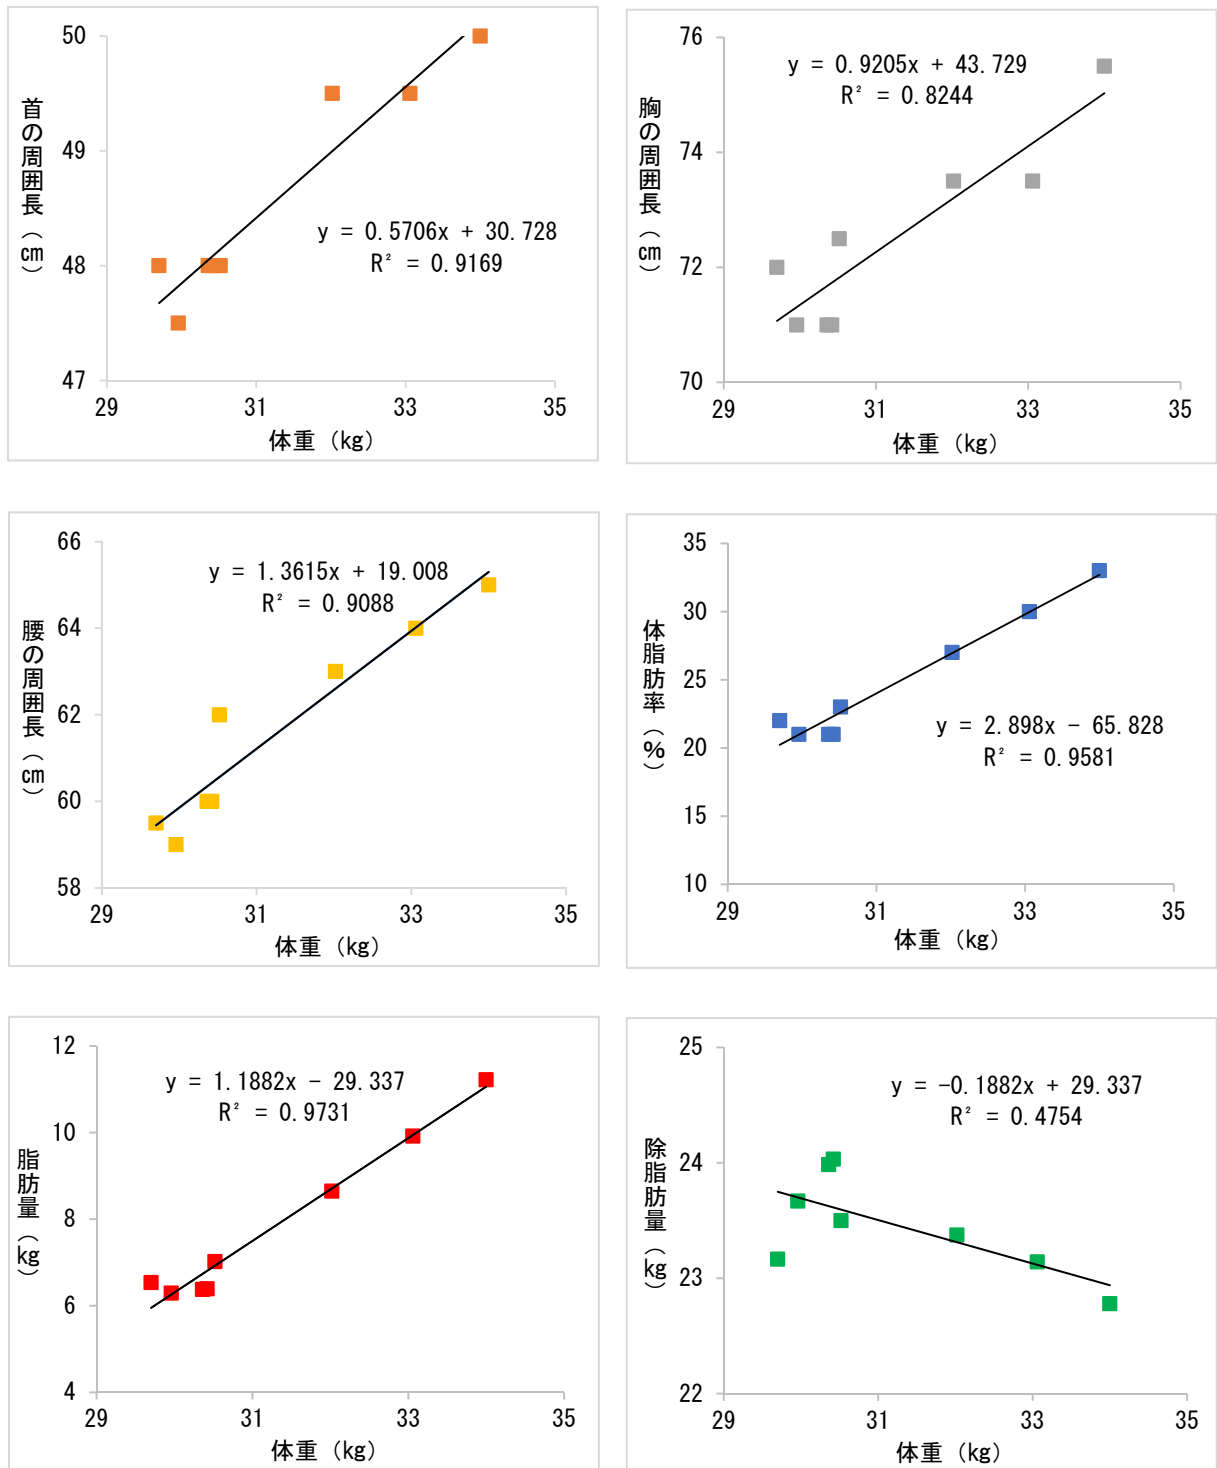 50
49
48
47
首の周囲長（cm）
y = 0.5706x + 30.728
R² = 0.9169
29 31 33 35
体重（kg）
76
74
72
70
胸の周囲長（cm）
y = 0.9205x + 43.729
R² = 0.8244
29 31 33 35
体重（kg）
66
64
62
60
58
腰の周囲長（cm）
y = 1.3615x + 19.008
R² = 0.9088
29 31 33 35
体重（kg）
35
30
25
20
15
10
体脂肪率（%）
y = 2.898x − 65.828
R² = 0.9581
29 31 33 35
体重（kg）
12
10
8
6
4
脂肪量（kg）
y = 1.1882x − 29.337
R² = 0.9731
29 31 33 35
体重（kg）
25
24
23
22
除脂肪量（kg）
y = −0.1882x + 29.337
R² = 0.4754
29 31 33 35
体重（kg）